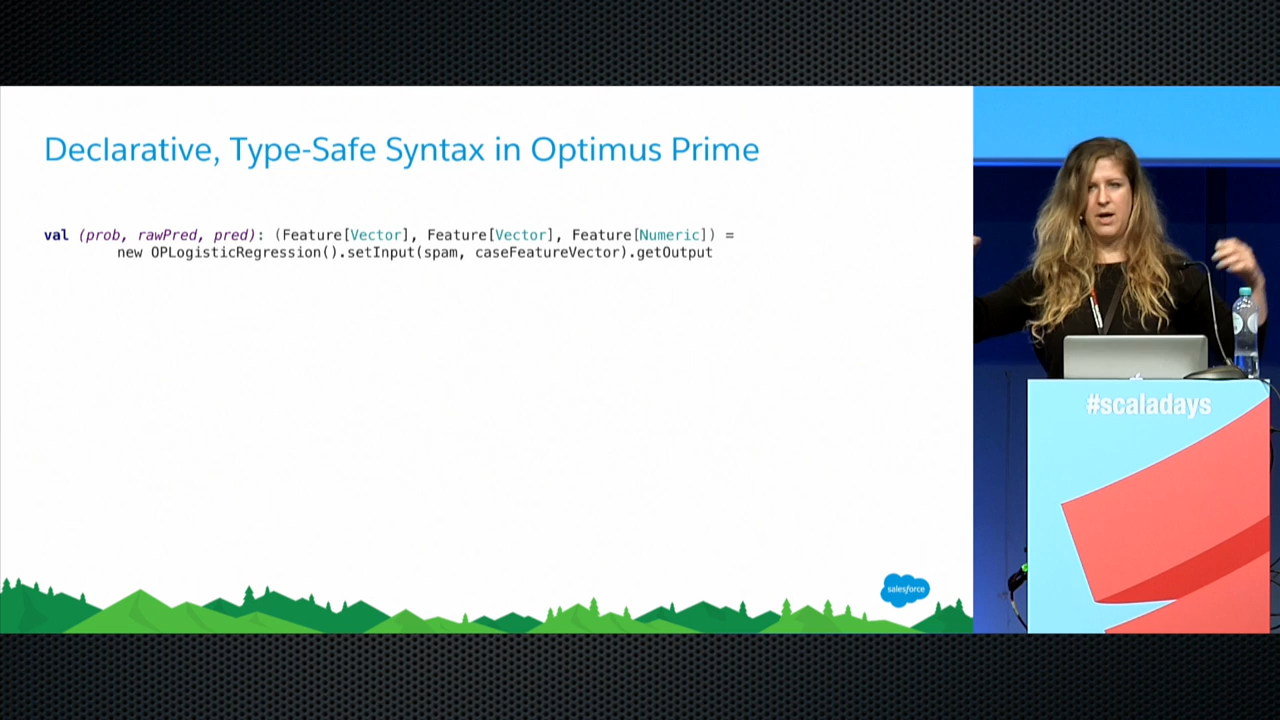 Declarative, Type-Safe Syntax in Optimus Prime
val (prob, rawPred, pred): (Feature[Vector], Feature[Vector], Feature[Numeric]) =
new OPLogisticRegression().setInput(spam, caseFeatureVector).getOutput
salesforce
#scaladays